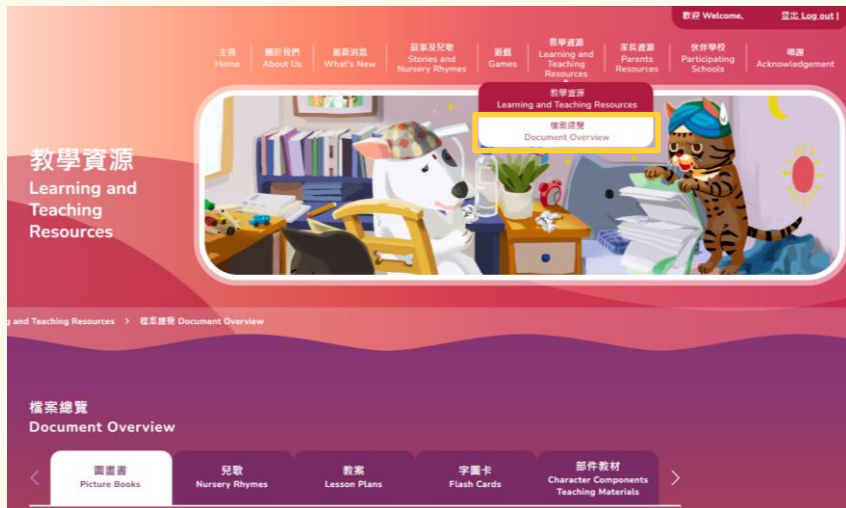 歡迎 Welcome,
登出 Log out |
主頁
Home
關於我們
About Us
最新消息
What's New
故事及兒歌
Stories and
Nursery Rhymes
遊戲
Games
教學資源
Learning and
Teaching
Resources
家長資源
Parents
Resources
伙伴學校
Participating
Schools
鳴謝
Acknowledgement
教學資源
Learning and Teaching Resources
檔案總覽
Document Overview
教學資源
Learning and
Teaching
Resources
and Teaching Resources > 檔案總覽 Document Overview
檔案總覽
Document Overview
圖畫書
Picture Books
兒歌
Nursery Rhymes
教案
Lesson Plans
字圖卡
Flash Cards
部件教材
Character Components
Teaching Materials